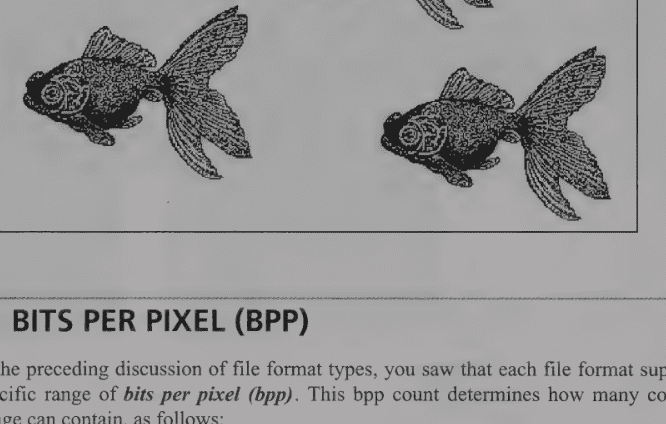 BITS PER PIXEL (BPP)
he preceding discussion of file format types, you saw that each file format sup
cific range of bits per pixel (bpp). This bpp count determines how many co
ge can contain, as follows: